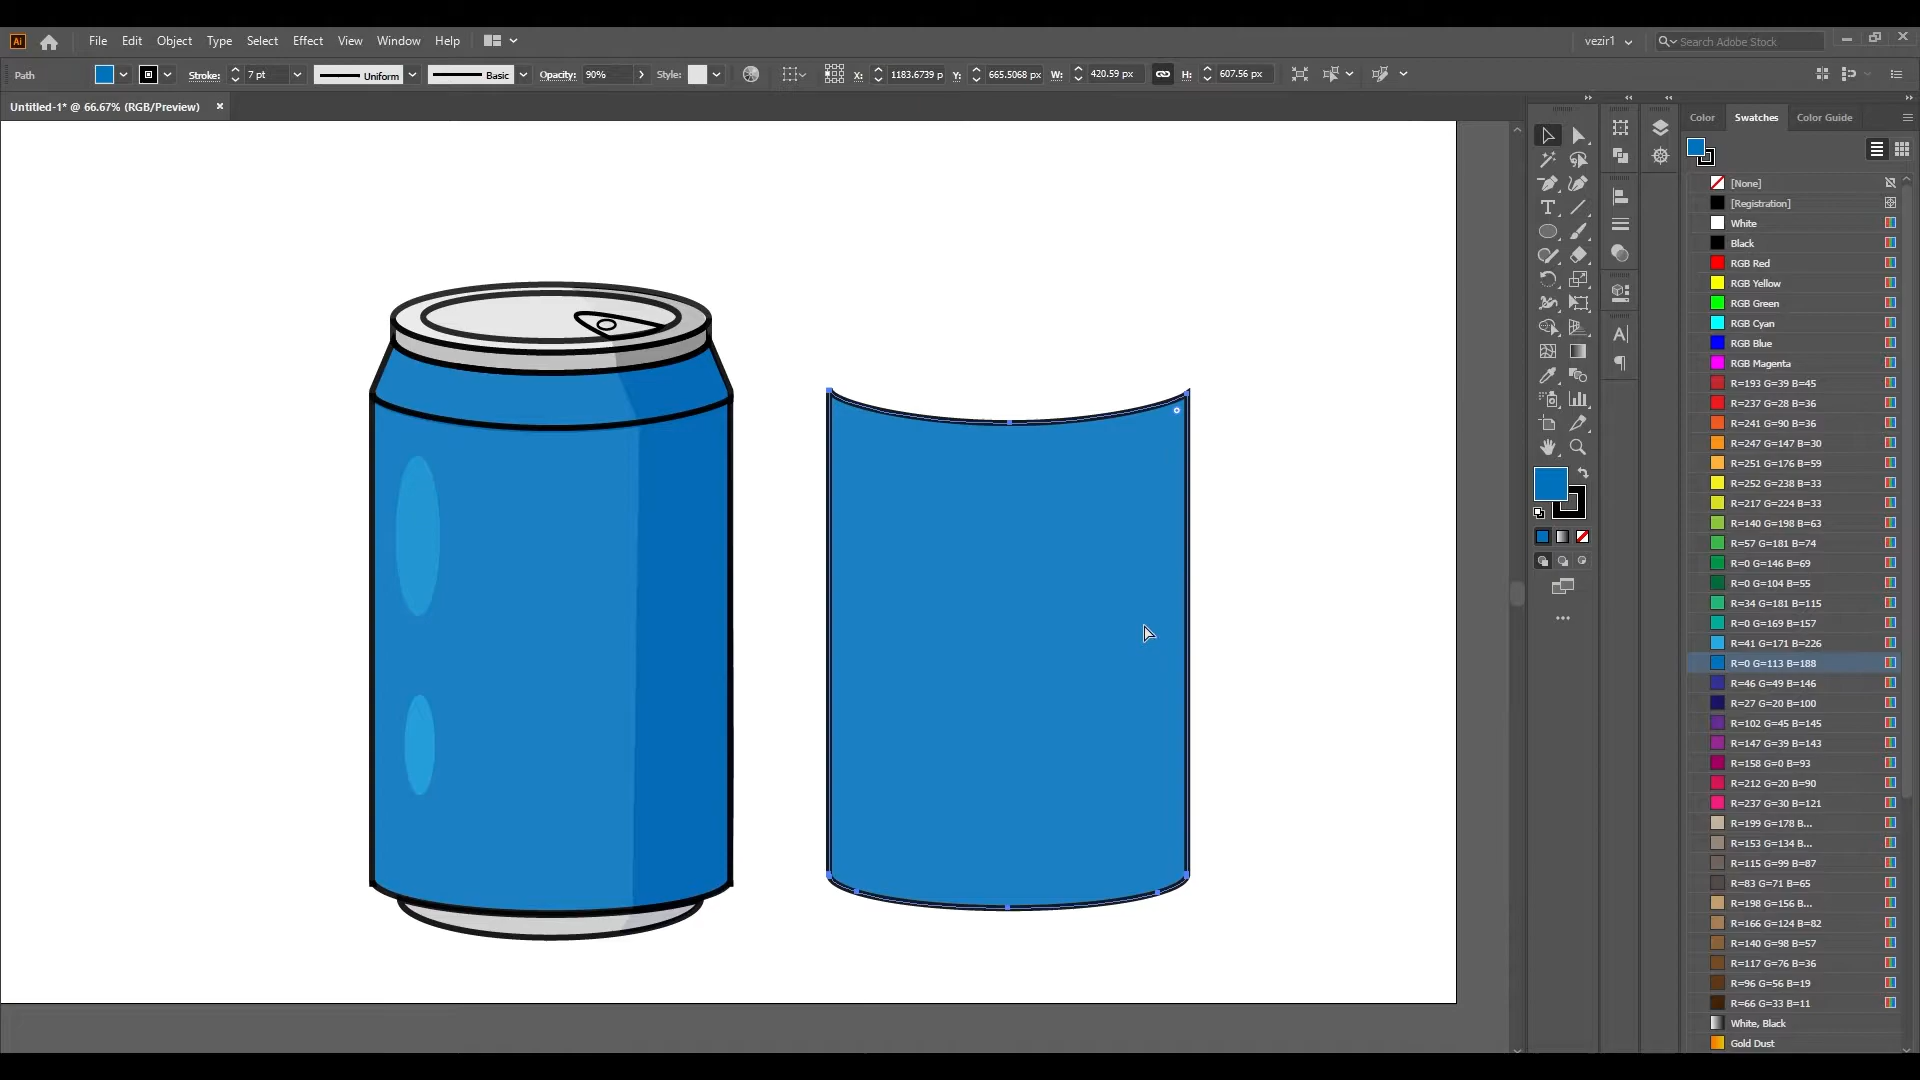 Ai File Edit Object Type Select Effect View Window Help vezir1 Search Adobe Stock
Path Stroke: 7 pt Uniform Basic Opacity: 90% Style: X: 1183.6739 p Y: 665.5068 px W: 420.59 px H: 607.56 px
Untitled-1* @ 66.67% (RGB/Preview) ×
Color Swatches Color Guide
[None]
[Registration]
White
Black
RGB Red
RGB Yellow
RGB Green
RGB Cyan
RGB Blue
RGB Magenta
R=193 G=39 B=45
R=237 G=28 B=36
R=241 G=90 B=36
R=247 G=147 B=30
R=251 G=176 B=59
R=252 G=238 B=33
R=217 G=224 B=33
R=140 G=198 B=63
R=57 G=181 B=74
R=0 G=146 B=69
R=0 G=104 B=55
R=34 G=181 B=115
R=0 G=169 B=157
R=41 G=171 B=226
R=0 G=113 B=188
R=46 G=49 B=146
R=27 G=20 B=100
R=102 G=45 B=145
R=147 G=39 B=143
R=158 G=0 B=93
R=212 G=20 B=90
R=237 G=30 B=121
R=199 G=178 B...
R=153 G=134 B...
R=115 G=99 B=87
R=83 G=71 B=65
R=198 G=156 B...
R=166 G=124 B=82
R=140 G=98 B=57
R=117 G=76 B=36
R=96 G=56 B=19
R=66 G=33 B=11
White, Black
Gold Dust